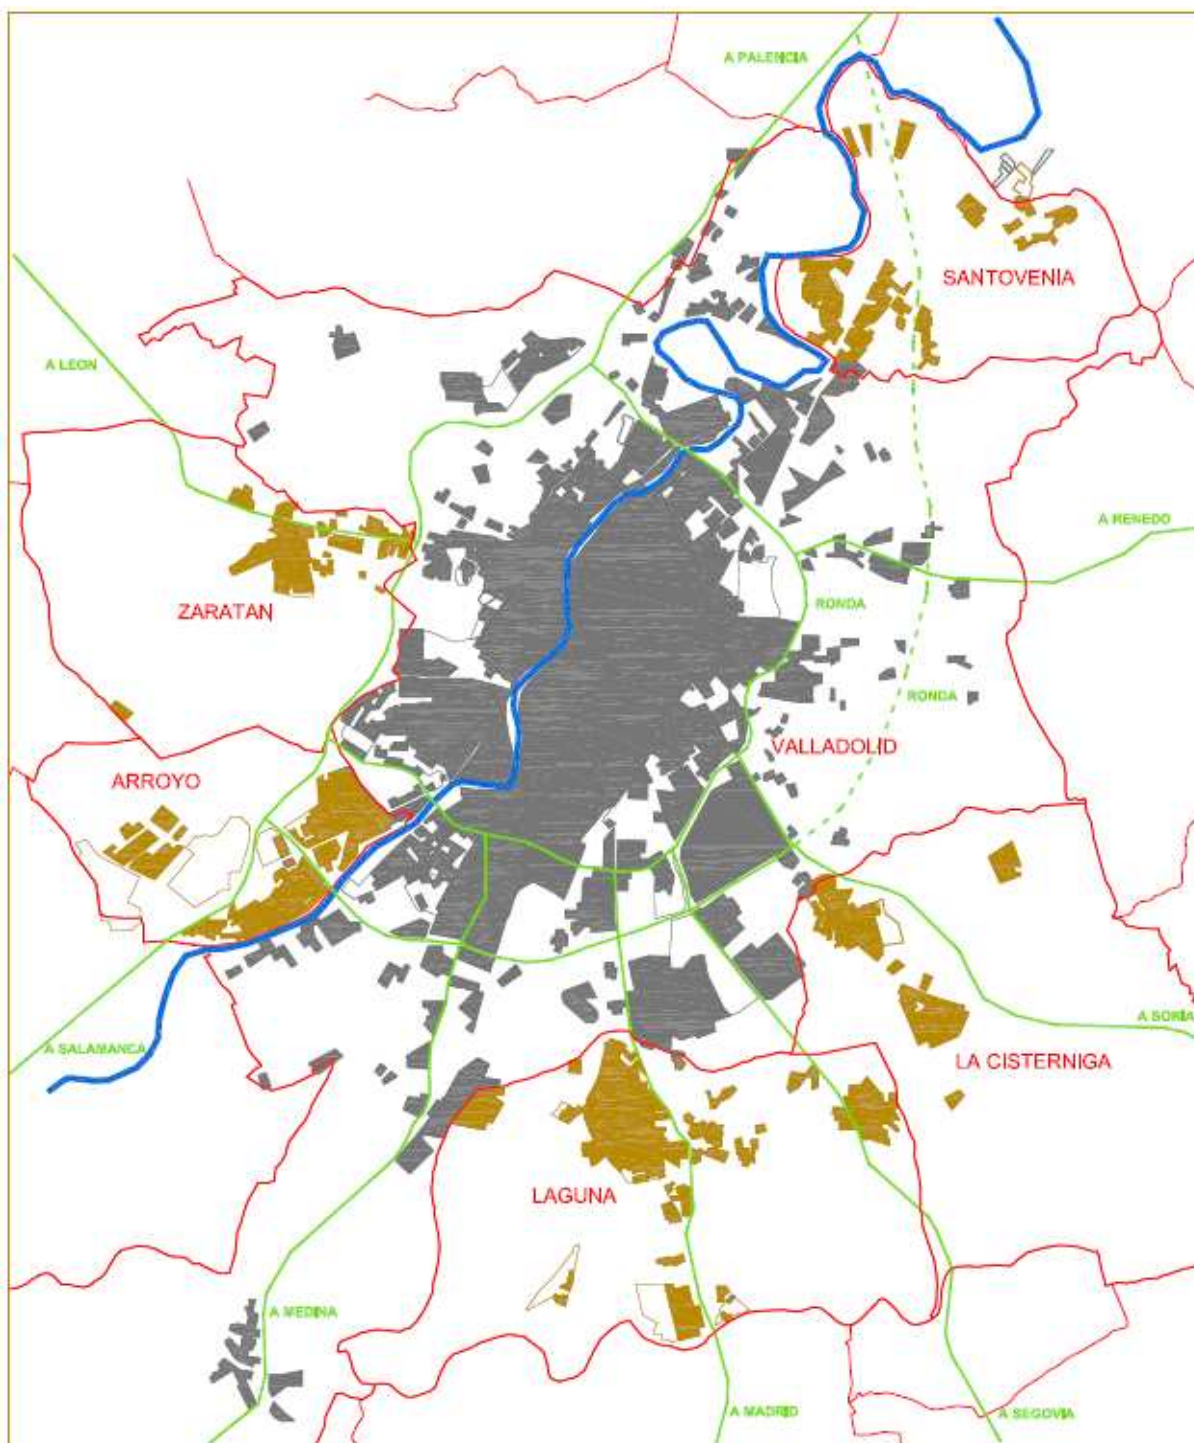 A PALENCIA
SANTOVENIA
A LEON
A RENEDO
ZARATAN
RONDA
RONDA
VALLADOLID
ARROYO
A SORIA
A SALAMANCA
LA CISTERNIGA
LAGUNA
A MEDINA
A MADRID
A SEGOVIA